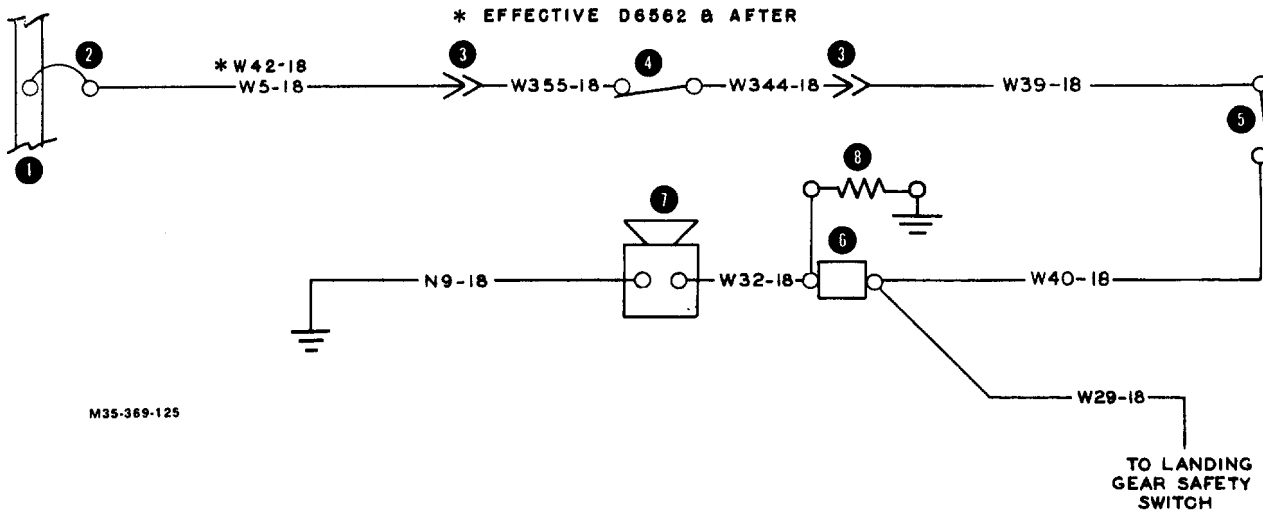 * EFFECTIVE D6562 & AFTER
2
3
4
3
* W42-18
W5-18
W355-18
W344-18
W39-18
5
1
8
7
6
N9-18
W32-18
W40-18
W29-18
M35-369-125
TO LANDING
GEAR SAFETY
SWITCH